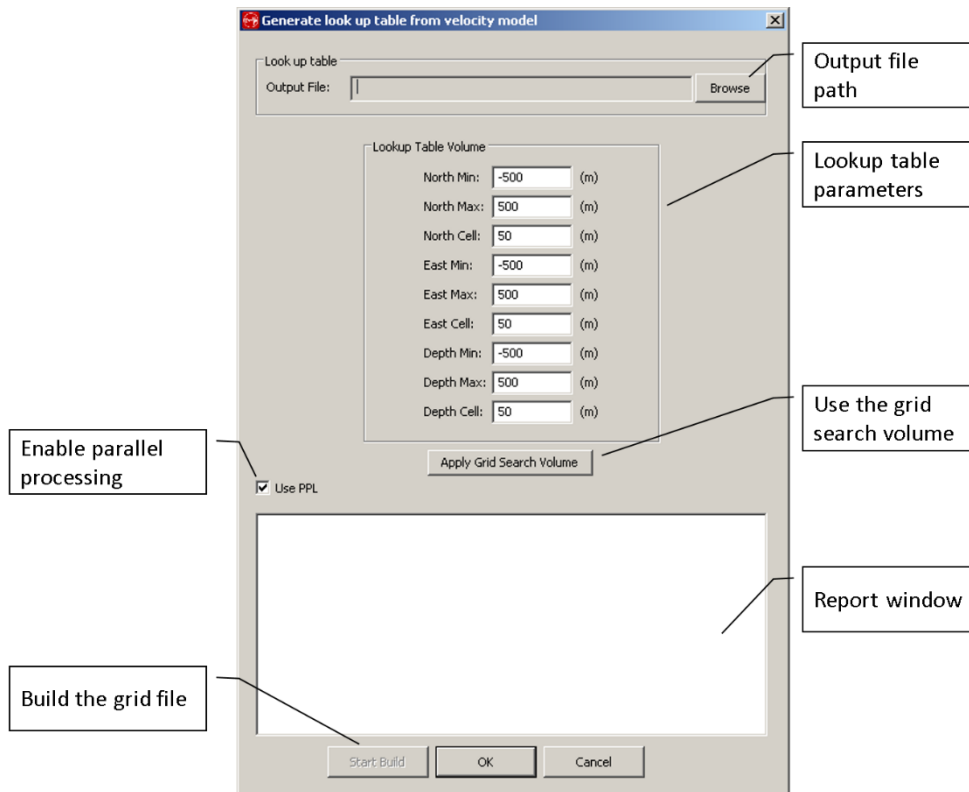 Generate look up table from velocity model
Look up table
Output File:
Browse
Output file
path
Lookup Table Volume
North Min: -500 (m)
North Max: 500 (m)
North Cell: 50 (m)
East Min: -500 (m)
East Max: 500 (m)
East Cell: 50 (m)
Depth Min: -500 (m)
Depth Max: 500 (m)
Depth Cell: 50 (m)
Lookup table
parameters
Use the grid
search volume
Apply Grid Search Volume
Enable parallel
processing
Use PPL
Report window
Build the grid file
Start Build
OK
Cancel